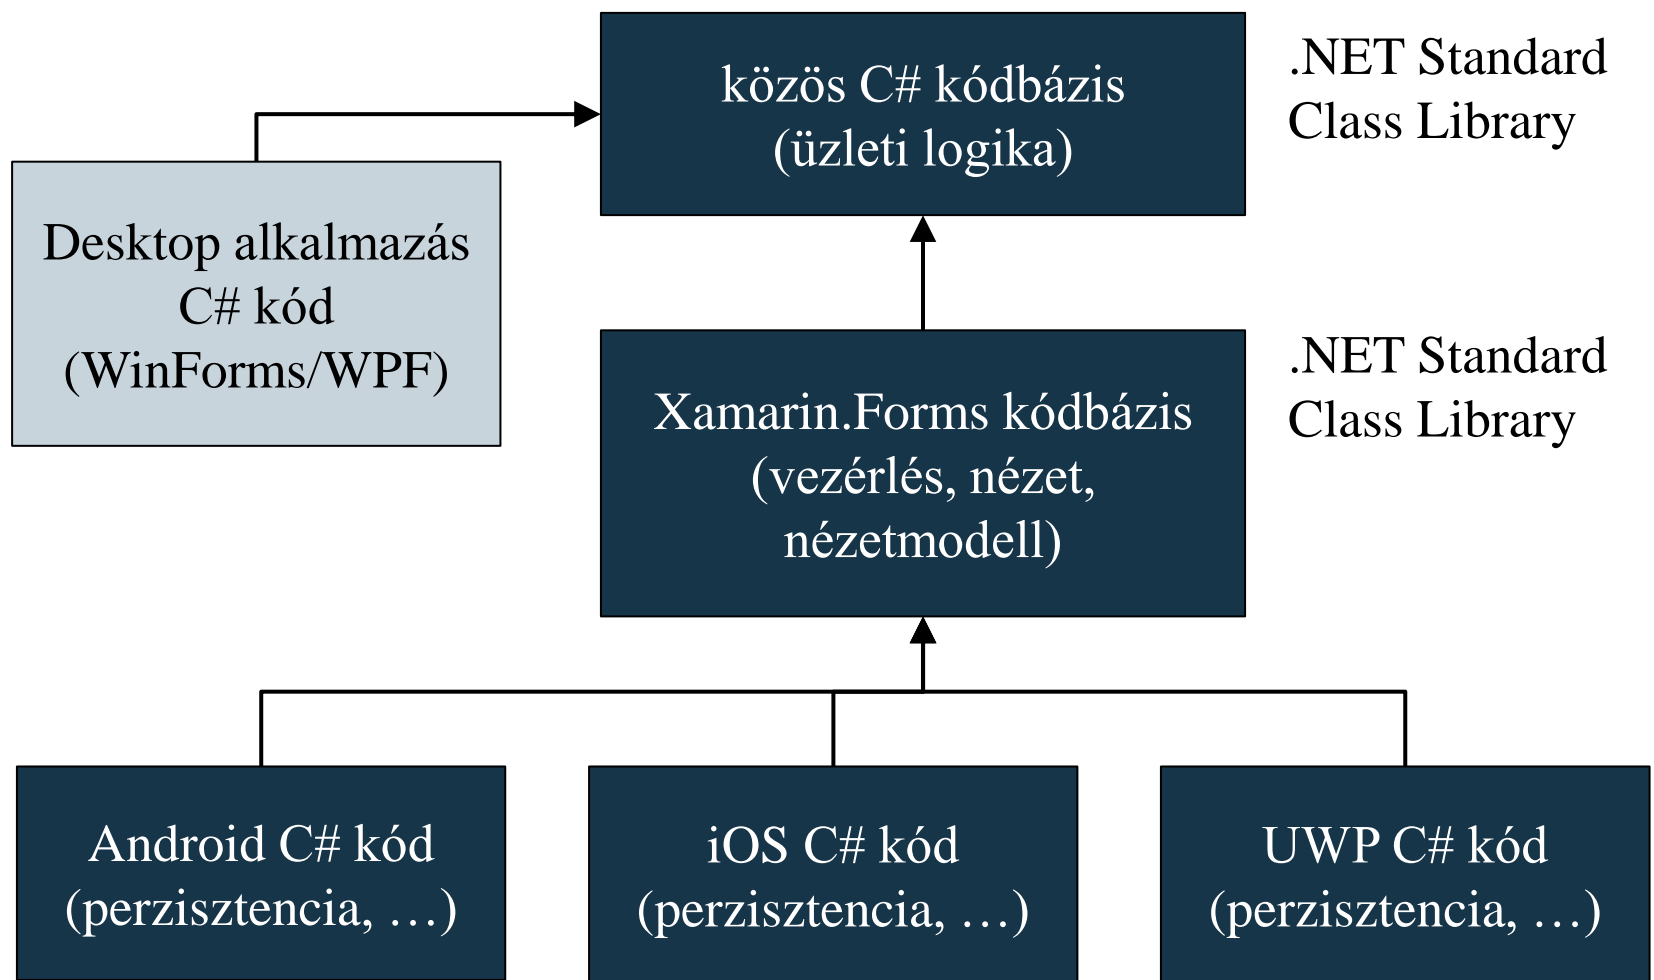 közös C# kódbázis
(üzleti logika)
.NET Standard
Class Library
Desktop alkalmazás
C# kód
(WinForms/WPF)
Xamarin.Forms kódbázis
(vezérlés, nézet,
nézetmodell)
.NET Standard
Class Library
Android C# kód
(perzisztencia, …)
iOS C# kód
(perzisztencia, …)
UWP C# kód
(perzisztencia, …)